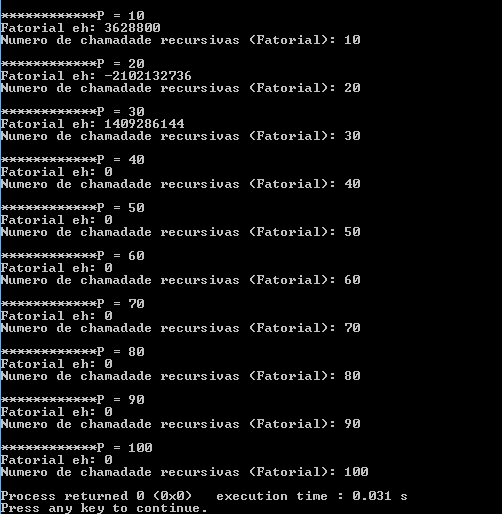 ************P = 10
Fatorial eh: 3628800
Numero de chamadade recursivas (Fatorial): 10
************P = 20
Fatorial eh: -2102132736
Numero de chamadade recursivas (Fatorial): 20
************P = 30
Fatorial eh: 1409286144
Numero de chamadade recursivas (Fatorial): 30
************P = 40
Fatorial eh: 0
Numero de chamadade recursivas (Fatorial): 40
************P = 50
Fatorial eh: 0
Numero de chamadade recursivas (Fatorial): 50
************P = 60
Fatorial eh: 0
Numero de chamadade recursivas (Fatorial): 60
************P = 70
Fatorial eh: 0
Numero de chamadade recursivas (Fatorial): 70
************P = 80
Fatorial eh: 0
Numero de chamadade recursivas (Fatorial): 80
************P = 90
Fatorial eh: 0
Numero de chamadade recursivas (Fatorial): 90
************P = 100
Fatorial eh: 0
Numero de chamadade recursivas (Fatorial): 100
Process returned 0 (0x0)   execution time : 0.031 s
Press any key to continue.